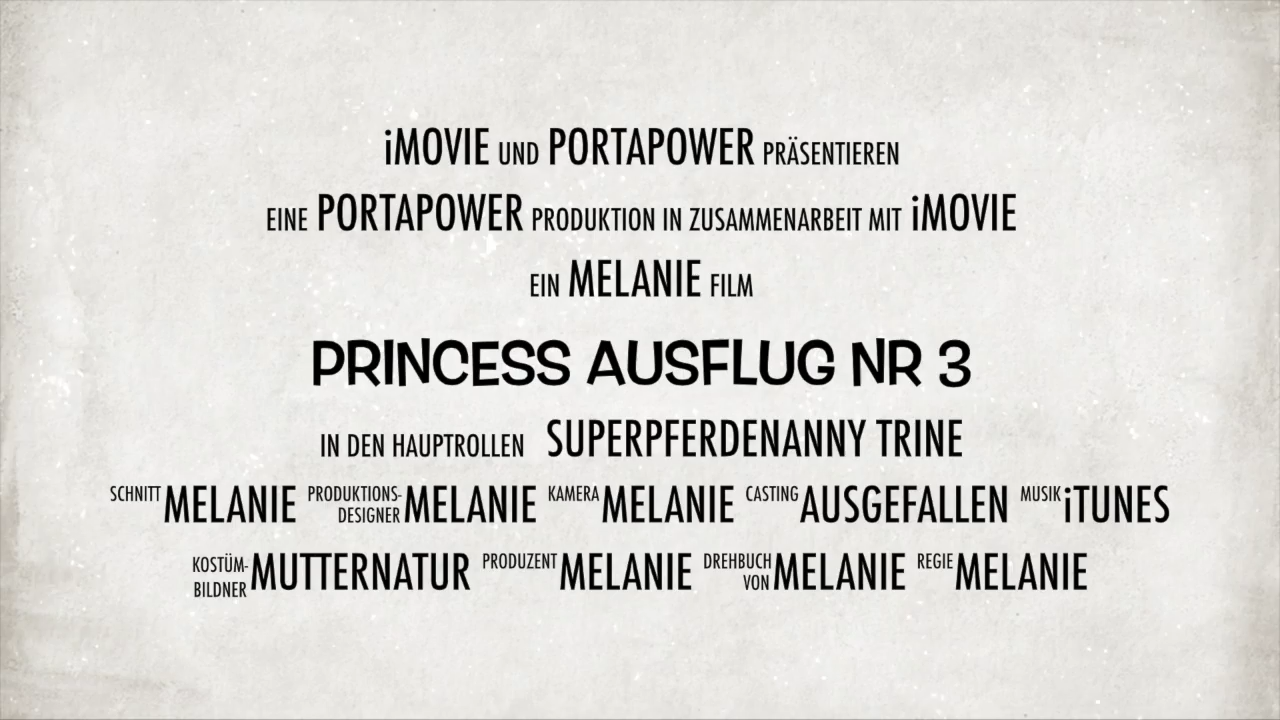 iMOVIE UND PORTAPOWER PRÄSENTIEREN
EINE PORTAPOWER PRODUKTION IN ZUSAMMENARBEIT MIT iMOVIE
EIN MELANIE FILM
PRINCESS AUSFLUG NR 3
IN DEN HAUPTROLLEN SUPERPFERDENANNY TRINE
SCHNITT MELANIE PRODUKTIONS-DESIGNER MELANIE KAMERA MELANIE CASTING AUSGEFALLEN MUSIK iTUNES
KOSTÜM-BILDNER MUTTERNATUR PRODUZENT MELANIE DREHBUCH VON MELANIE REGIE MELANIE